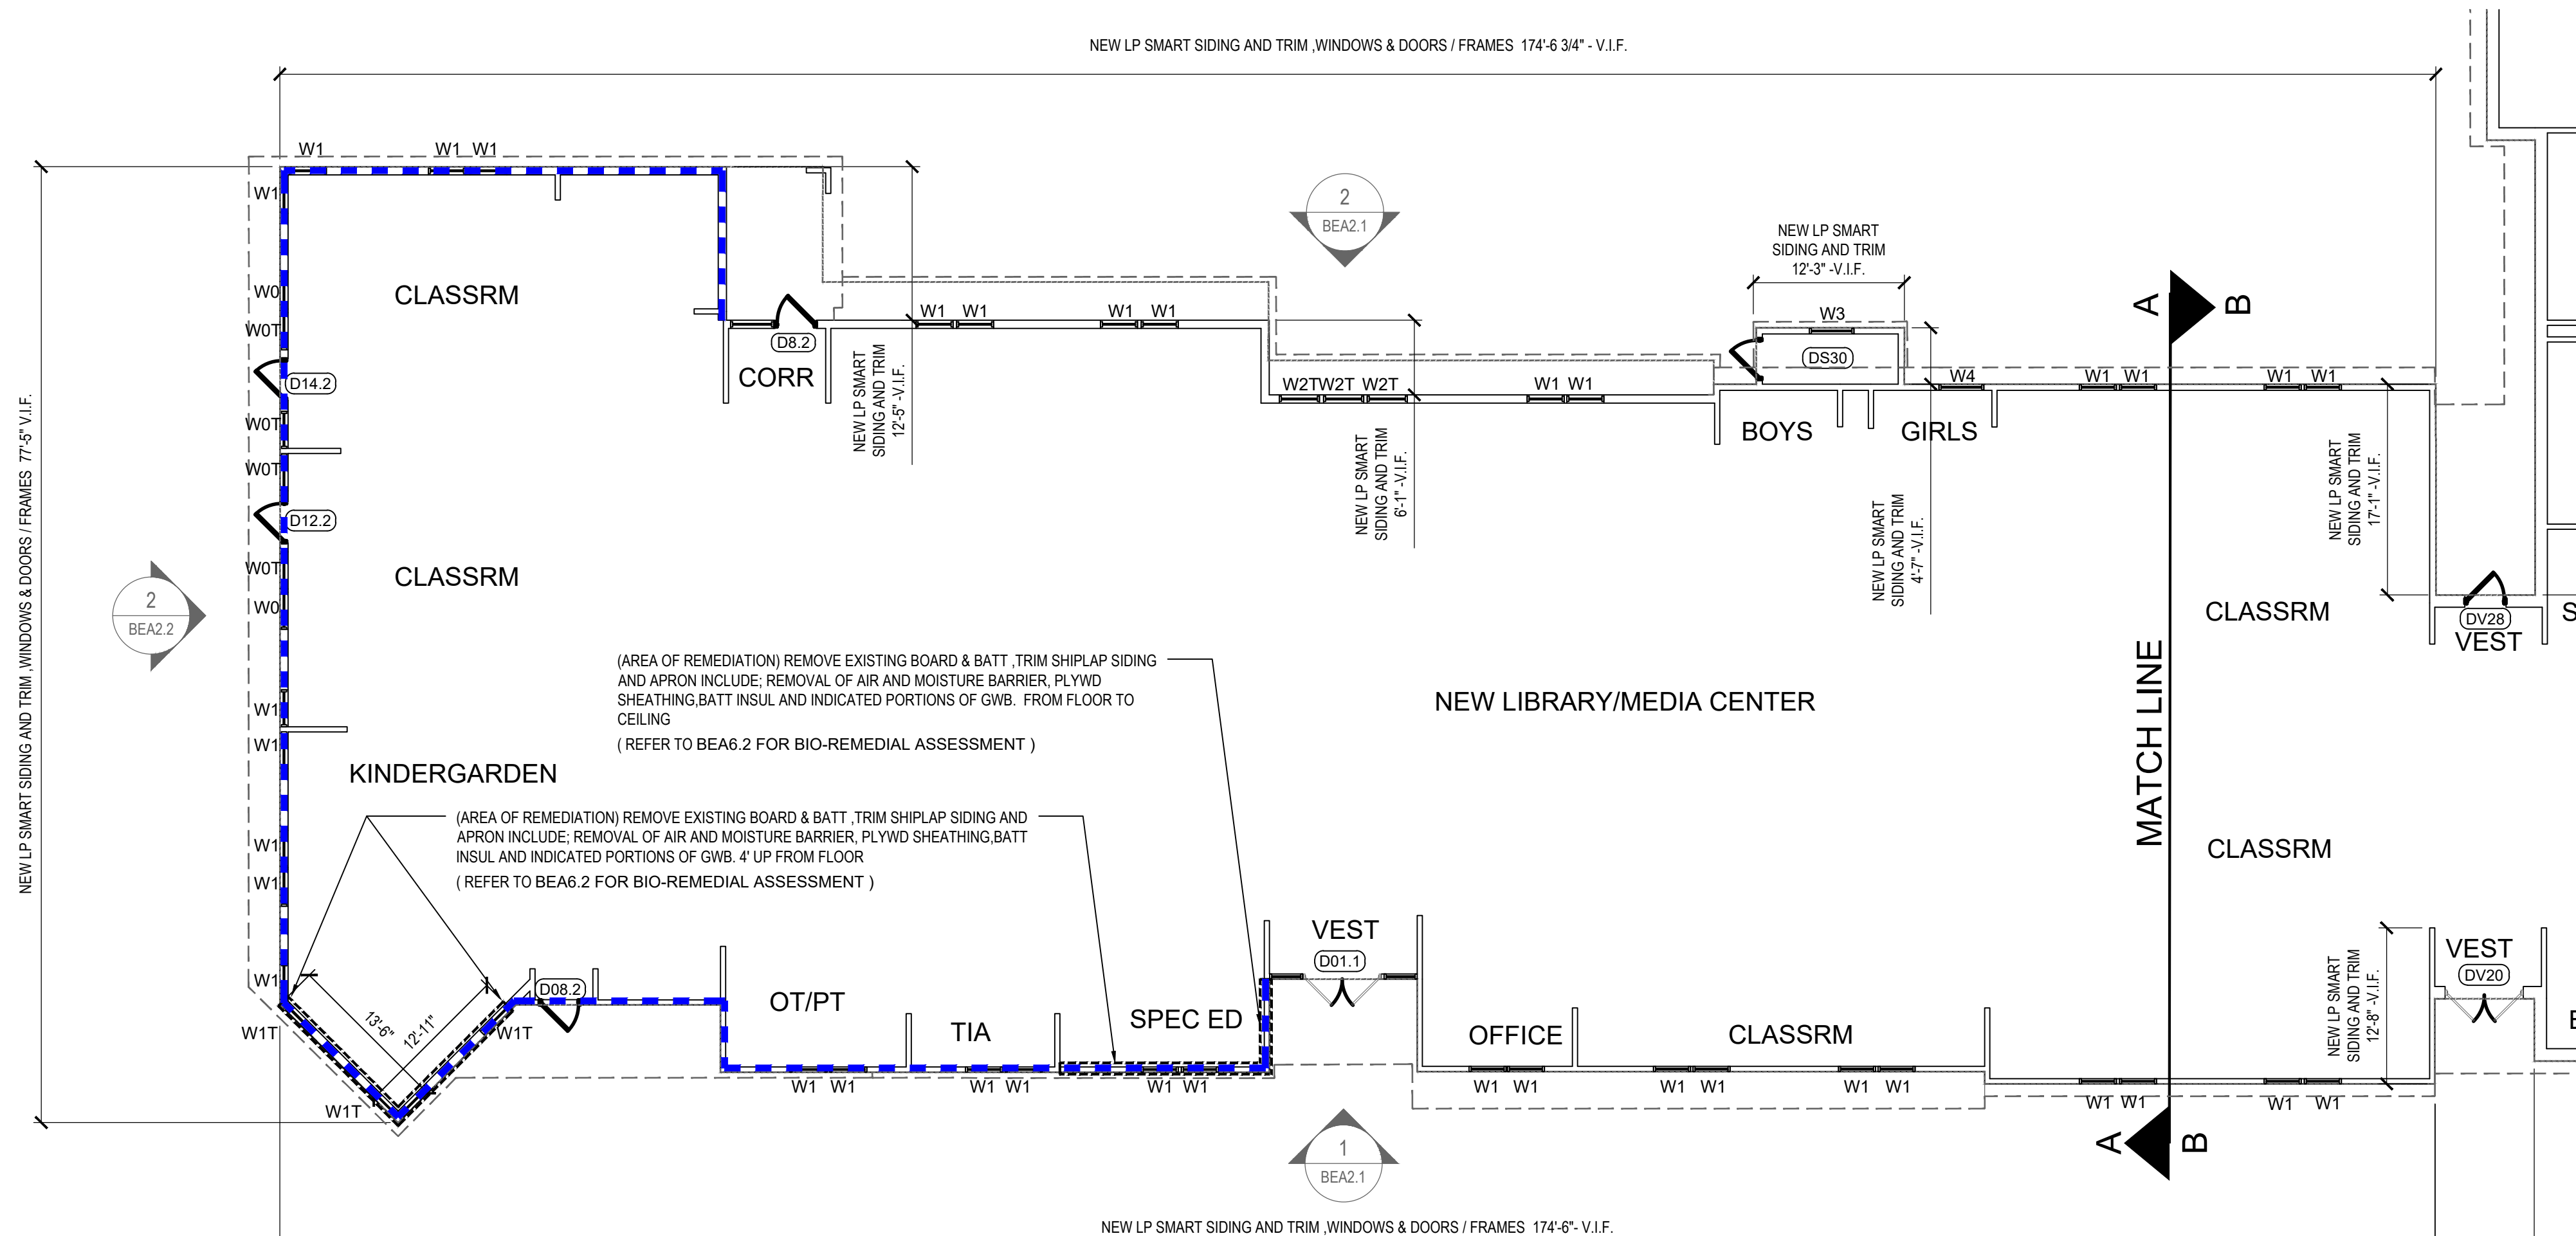 NEW LP SMART SIDING AND TRIM ,WINDOWS & DOORS / FRAMES  174'-6 3/4" - V.I.F.
W1
W1 W1
W1
2
BEA2.1
NEW LP SMART
SIDING AND TRIM
12'-3" -V.I.F.
A
B
CLASSRM
W0
W0T
W1 W1
W1 W1
W3
D8.2
DS30
CORR
NEW LP SMART
SIDING AND TRIM
12'-5" -V.I.F.
D14.2
W2T W2T W2T
W1 W1
W4
W1 W1
W1 W1
W0T
BOYS
GIRLS
NEW LP SMART
SIDING AND TRIM
6'-1" -V.I.F.
NEW LP SMART
SIDING AND TRIM
17'-1" -V.I.F.
W0T
D12.2
NEW LP SMART
SIDING AND TRIM
4'-7" -V.I.F.
NEW LP SMART SIDING AND TRIM ,WINDOWS & DOORS / FRAMES  77'-5" V.I.F.
W0T
CLASSRM
W0
2
BEA2.2
CLASSRM
DV28
VEST
S
(AREA OF REMEDIATION) REMOVE EXISTING BOARD & BATT ,TRIM SHIPLAP SIDING
AND APRON INCLUDE; REMOVAL OF AIR AND MOISTURE BARRIER, PLYWD
SHEATHING,BATT INSUL AND INDICATED PORTIONS OF GWB.  FROM FLOOR TO
CEILING
( REFER TO BEA6.2 FOR BIO-REMEDIAL ASSESSMENT )
NEW LIBRARY/MEDIA CENTER
MATCH LINE
W1
W1
KINDERGARDEN
(AREA OF REMEDIATION) REMOVE EXISTING BOARD & BATT ,TRIM SHIPLAP SIDING AND
APRON INCLUDE; REMOVAL OF AIR AND MOISTURE BARRIER, PLYWD SHEATHING,BATT
INSUL AND INDICATED PORTIONS OF GWB. 4' UP FROM FLOOR
( REFER TO BEA6.2 FOR BIO-REMEDIAL ASSESSMENT )
W1
W1
CLASSRM
VEST
D01.1
VEST
DV20
W1
D08.2
OT/PT
TIA
SPEC ED
OFFICE
CLASSRM
NEW LP SMART
SIDING AND TRIM
12'-8" -V.I.F.
E
13'-6"
12'-11"
W1T
W1T
W1T
W1 W1
W1 W1
W1 W1
W1 W1
W1 W1
W1 W1
W1 W1
W1 W1
A
B
1
BEA2.1
NEW LP SMART SIDING AND TRIM ,WINDOWS & DOORS / FRAMES  174'-6"- V.I.F.